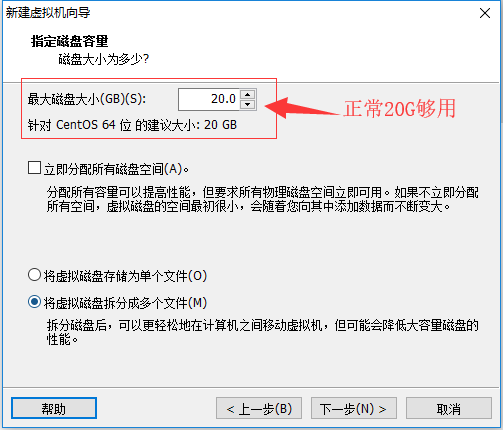 新建虚拟机向导
指定磁盘容量
磁盘大小为多少?
最大磁盘大小(GB)(S):
20.0
针对 CentOS 64 位 的建议大小: 20 GB
正常20G够用
立即分配所有磁盘空间(A)。
分配所有容量可以提高性能，但要求所有物理磁盘空间立即可用。如果不立即分配
所有空间，虚拟磁盘的空间最初很小，会随着您向其中添加数据而不断变大。
将虚拟磁盘存储为单个文件(O)
将虚拟磁盘拆分成多个文件(M)
拆分磁盘后，可以更轻松地在计算机之间移动虚拟机，但可能会降低大容量磁盘的
性能。
帮助
< 上一步(B)
下一步(N) >
取消